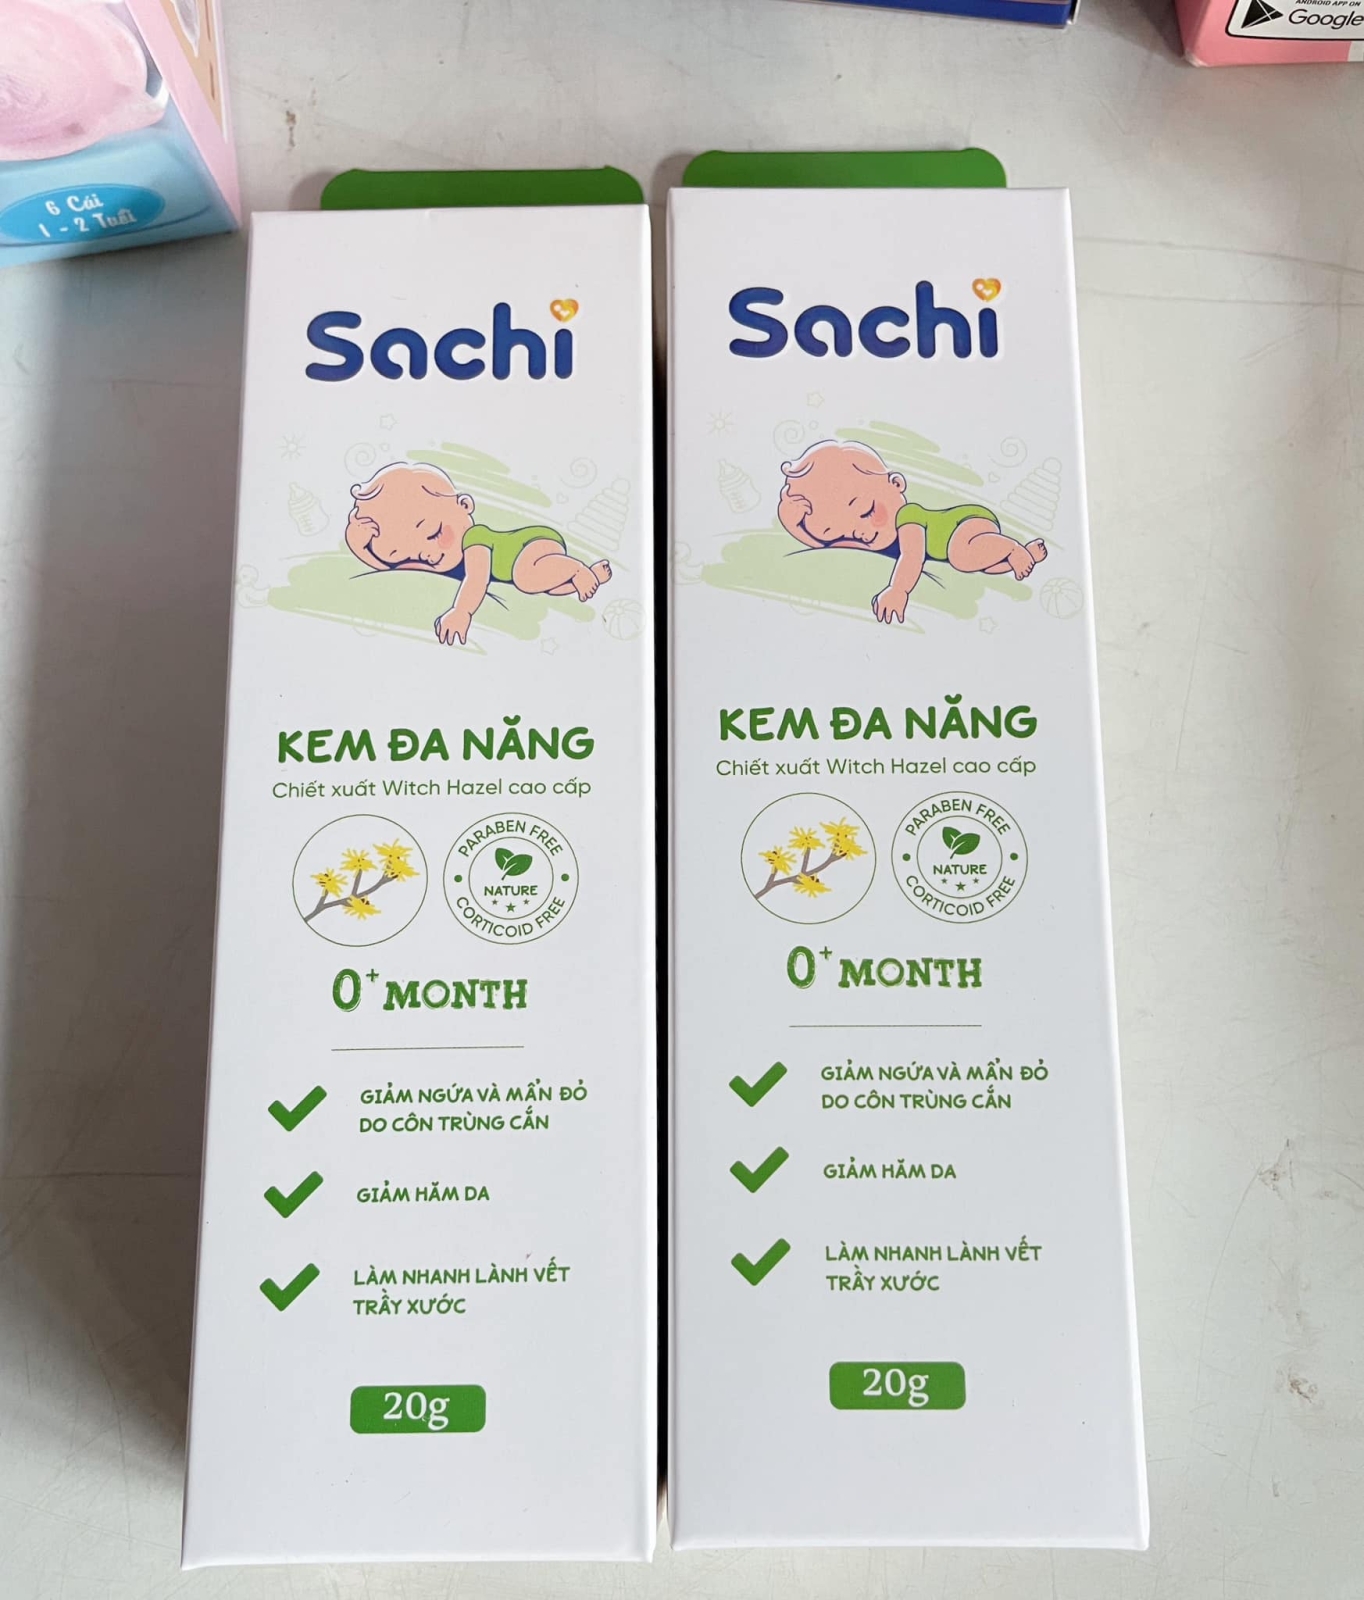 ANDROID APP ON
Google
6 Cái
1 - 2 Tuổi
Sachi
KEM ĐA NĂNG
Chiết xuất Witch Hazel cao cấp
PARABEN FREE
NATURE
CORTICOID FREE
0+ MONTH
GIẢM NGỨA VÀ MẨN ĐỎ
DO CÔN TRÙNG CẮN
GIẢM HĂM DA
LÀM NHANH LÀNH VẾT
TRẦY XƯỚC
20g
Sachi
KEM ĐA NĂNG
Chiết xuất Witch Hazel cao cấp
PARABEN FREE
NATURE
CORTICOID FREE
0+ MONTH
GIẢM NGỨA VÀ MẨN ĐỎ
DO CÔN TRÙNG CẮN
GIẢM HĂM DA
LÀM NHANH LÀNH VẾT
TRẦY XƯỚC
20g